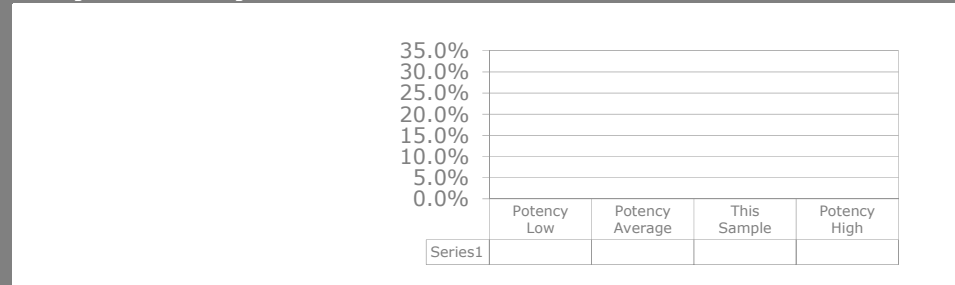 35.0%
30.0%
25.0%
20.0%
15.0%
10.0%
5.0%
0.0%
Potency Low
Potency Average
This Sample
Potency High
Series1